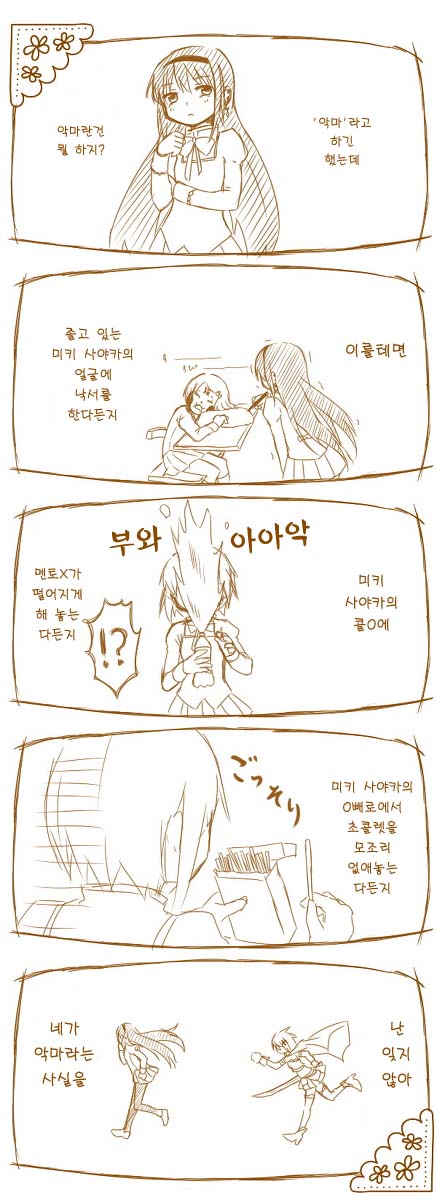 '악마'라고
하긴
했는데
악마란건
뭘 하지?
이를테면
졸고 있는
미키 사야카의
얼굴에
낙서를
한다든지
부와 아아악
미키
사야카의
콜O에
멘토X가
떨어지게
해 놓는
다든지
!?
미키 사야카의
O빼로에서
초콜렛을
모조리
없애놓는
다든지
ごっそり
난
잊지
않아
네가
악마라는
사실을